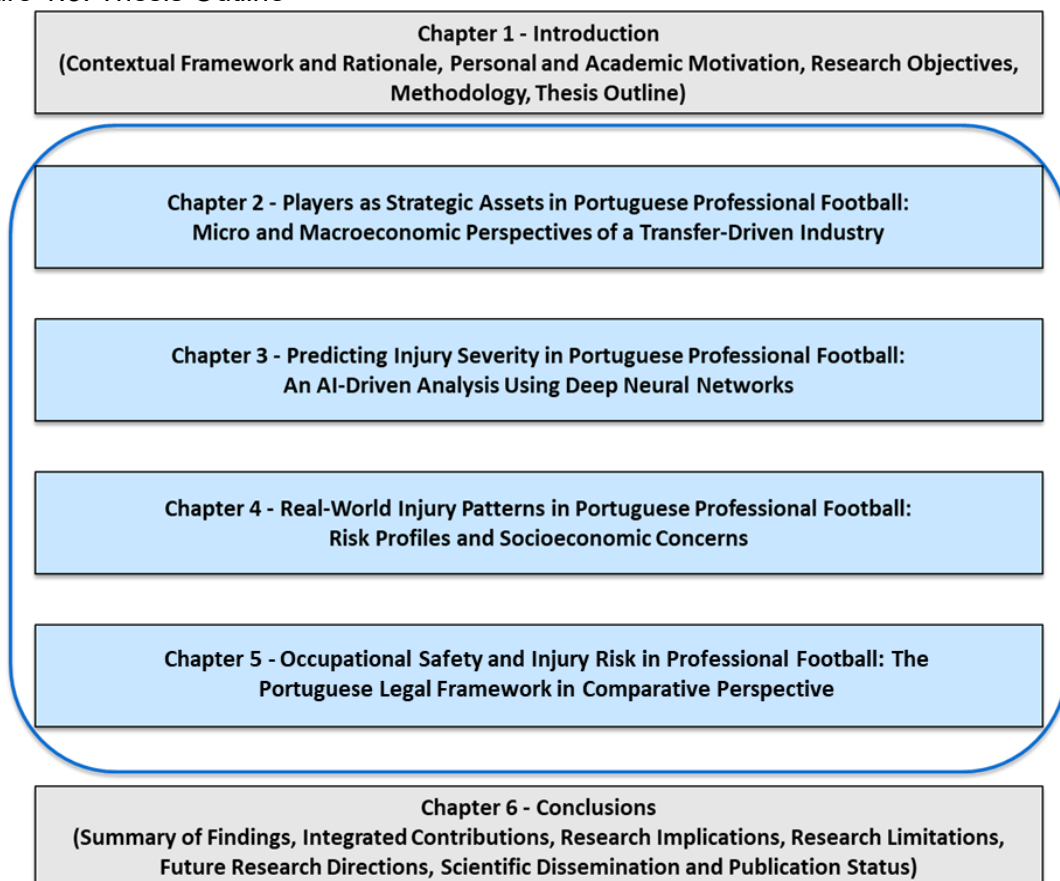 Thesis Outline
Chapter 1 - Introduction
(Contextual Framework and Rationale, Personal and Academic Motivation, Research Objectives,
Methodology, Thesis Outline)
Chapter 2 - Players as Strategic Assets in Portuguese Professional Football:
Micro and Macroeconomic Perspectives of a Transfer-Driven Industry
Chapter 3 - Predicting Injury Severity in Portuguese Professional Football:
An AI-Driven Analysis Using Deep Neural Networks
Chapter 4 - Real-World Injury Patterns in Portuguese Professional Football:
Risk Profiles and Socioeconomic Concerns
Chapter 5 - Occupational Safety and Injury Risk in Professional Football: The
Portuguese Legal Framework in Comparative Perspective
Chapter 6 - Conclusions
(Summary of Findings, Integrated Contributions, Research Implications, Research Limitations,
Future Research Directions, Scientific Dissemination and Publication Status)